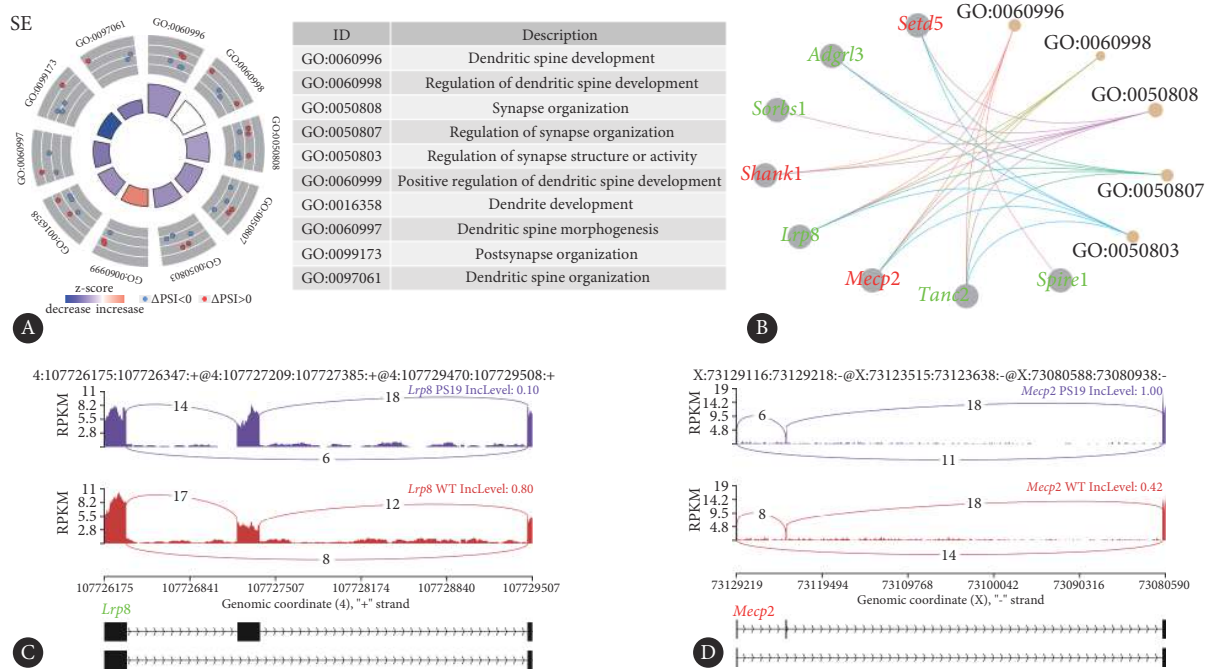 SE
GO:0097061
GO:0060996
GO:0060998
GO:0050808
GO:0050807
GO:0050803
GO:0060999
GO:0016358
GO:0060997
GO:0099173
z-score
decrease increase
ΔPSI<0
ΔPSI>0
A
ID Description
GO:0060996 Dendritic spine development
GO:0060998 Regulation of dendritic spine development
GO:0050808 Synapse organization
GO:0050807 Regulation of synapse organization
GO:0050803 Regulation of synapse structure or activity
GO:0060999 Positive regulation of dendritic spine development
GO:0016358 Dendrite development
GO:0060997 Dendritic spine morphogenesis
GO:0099173 Postsynapse organization
GO:0097061 Dendritic spine organization
Setd5
GO:0060996
Adgrl3
GO:0060998
Sorbs1
GO:0050808
Shank1
GO:0050807
Lrp8
GO:0050803
Mecp2
Tanc2
Spire1
B
4:107726175:107726347:+@4:107727209:107727385:+@4:107729470:107729508:+
Lrp8 PS19 IncLevel: 0.10
RPKM
11
8.2
5.5
2.8
14
18
6
Lrp8 WT IncLevel: 0.80
RPKM
11
8.2
5.5
2.8
17
12
8
107726175 107726841 107727507 107728174 107728840 107729507
Genomic coordinate (4), "+" strand
Lrp8
C
X:73129116:73129218:-@X:73123515:73123638:-@X:73080588:73080938:-
Mecp2 PS19 IncLevel: 1.00
RPKM
19
14.2
9.5
4.8
6
18
11
Mecp2 WT IncLevel: 0.42
RPKM
19
14.2
9.5
4.8
8
18
14
73129219 73119494 73109768 73100042 73090316 73080590
Genomic coordinate (X), "-" strand
Mecp2
D